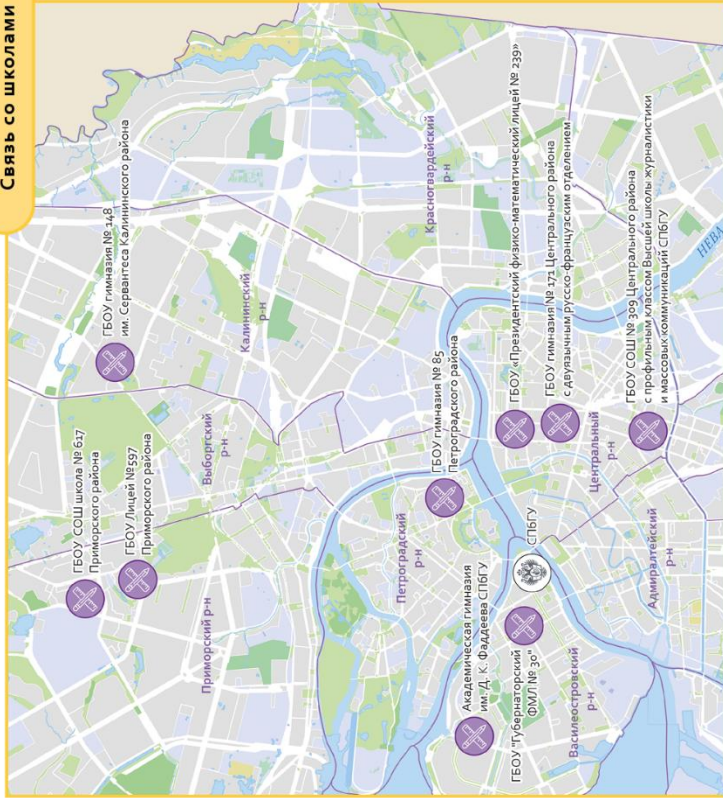 Связь со школами
ГБОУ СОШ школа № 617
Приморского района
ГБОУ Лицей №597
Приморского района
ГБОУ гимназия № 148
им. Сервантеса Калининского района
Приморский р-н
Выборгский
р-н
Калининский
р-н
Красногвардейский
р-н
Петроградский
р-н
ГБОУ гимназия № 85
Петроградского района
Академическая гимназия
им. Д. К. Фаддеева СПбГУ
ГБОУ "Губернаторский
ФМЛ № 30"
СПбГУ
Василеостровский
р-н
ГБОУ «Президентский физико-математический лицей № 239»
ГБОУ гимназия № 171 Центрального района
с двуязычным русско-французским отделением
Центральный
р-н
ГБОУ СОШ № 309 Центрального района
с профильным классом Высшей школы журналистики
и массовых коммуникаций СПбГУ
Адмиралтейский
р-н
НЕВА